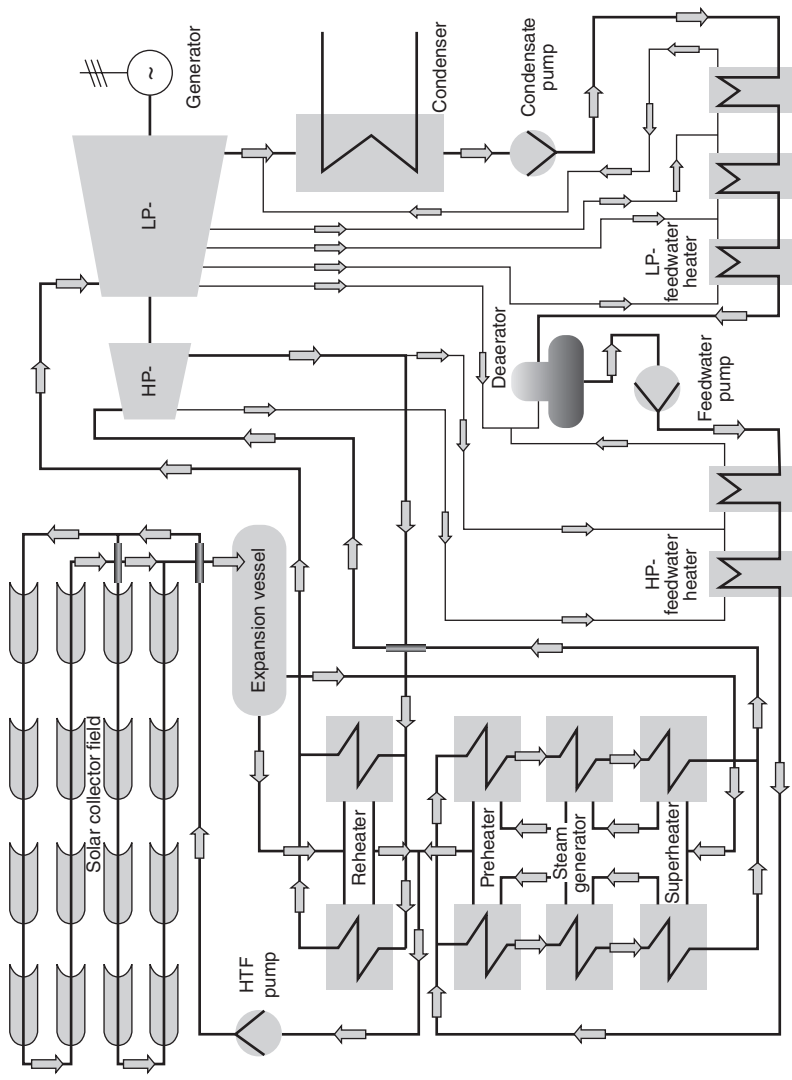 Solar collector field
HTF
pump
Expansion vessel
Reheater
Preheater
Steam
generator
Superheater
HP-
LP-
~
Generator
Condenser
Condensate
pump
LP-
feedwater
heater
Deaerator
Feedwater
pump
HP-
feedwater
heater